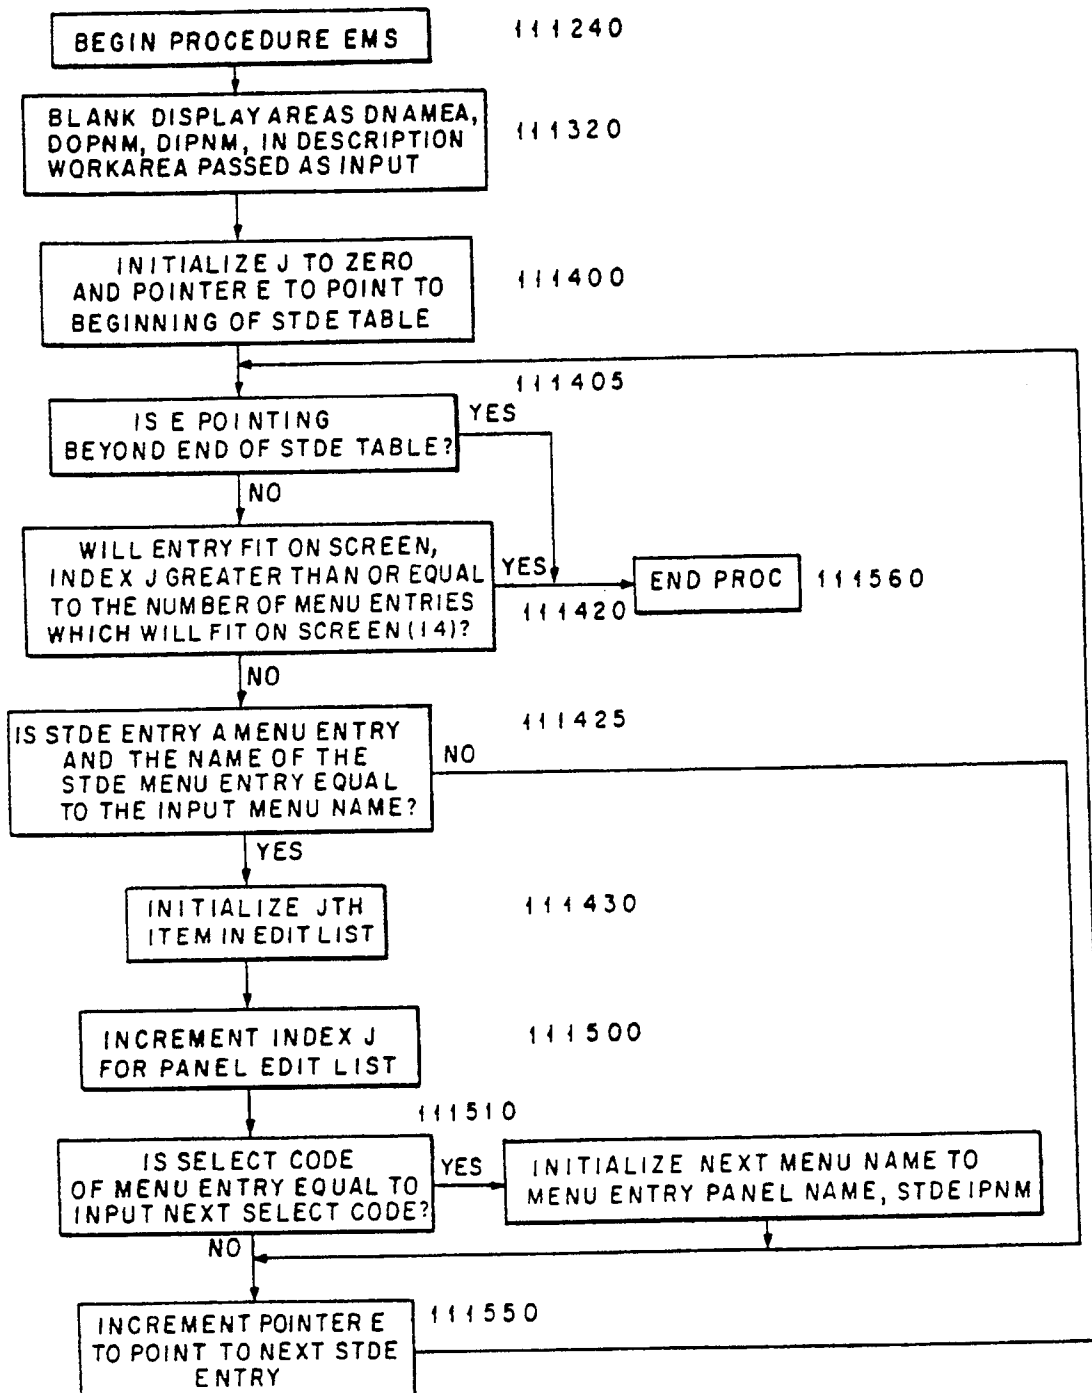 BEGIN PROCEDURE EMS
111240
BLANK DISPLAY AREAS DNAMEA,
DOPNM, DIPNM, IN DESCRIPTION
WORKAREA PASSED AS INPUT
111320
INITIALIZE J TO ZERO
AND POINTER E TO POINT TO
BEGINNING OF STDE TABLE
111400
111405
IS E POINTING
BEYOND END OF STDE TABLE?
YES
NO
WILL ENTRY FIT ON SCREEN,
INDEX J GREATER THAN OR EQUAL
TO THE NUMBER OF MENU ENTRIES
WHICH WILL FIT ON SCREEN (14)?
YES
111420
END PROC
111560
NO
IS STDE ENTRY A MENU ENTRY
AND THE NAME OF THE
STDE MENU ENTRY EQUAL
TO THE INPUT MENU NAME?
111425
NO
YES
INITIALIZE JTH
ITEM IN EDIT LIST
111430
INCREMENT INDEX J
FOR PANEL EDIT LIST
111500
111510
IS SELECT CODE
OF MENU ENTRY EQUAL TO
INPUT NEXT SELECT CODE?
YES
INITIALIZE NEXT MENU NAME TO
MENU ENTRY PANEL NAME, STDEIPNM
NO
INCREMENT POINTER E
TO POINT TO NEXT STDE
ENTRY
111550